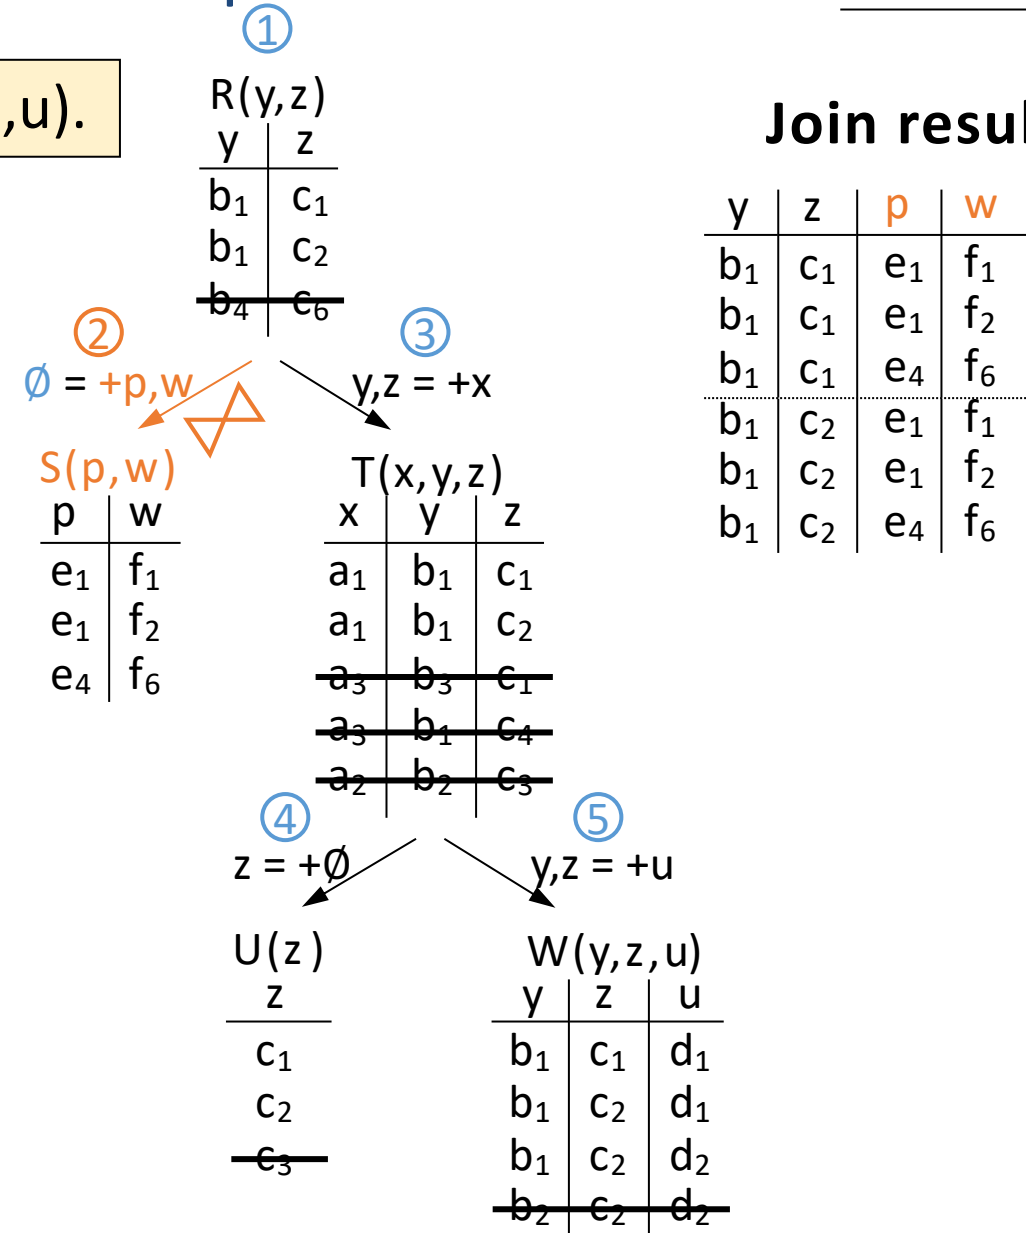 ①
,u).
R(y,z)
y z
b₁ c₁
b₁ c₂
b₄ c₆
②
∅ = +p,w
③
y,z = +x
S(p,w)
p w
e₁ f₁
e₁ f₂
e₄ f₆
T(x,y,z)
x y z
a₁ b₁ c₁
a₁ b₁ c₂
a₃ b₃ c₁
a₃ b₁ c₄
a₂ b₂ c₃
④
z = +∅
⑤
y,z = +u
U(z)
z
c₁
c₂
c₃
W(y,z,u)
y z u
b₁ c₁ d₁
b₁ c₂ d₁
b₁ c₂ d₂
b₂ c₂ d₂
Join resul
y z p w
b₁ c₁ e₁ f₁
b₁ c₁ e₁ f₂
b₁ c₁ e₄ f₆
b₁ c₂ e₁ f₁
b₁ c₂ e₁ f₂
b₁ c₂ e₄ f₆